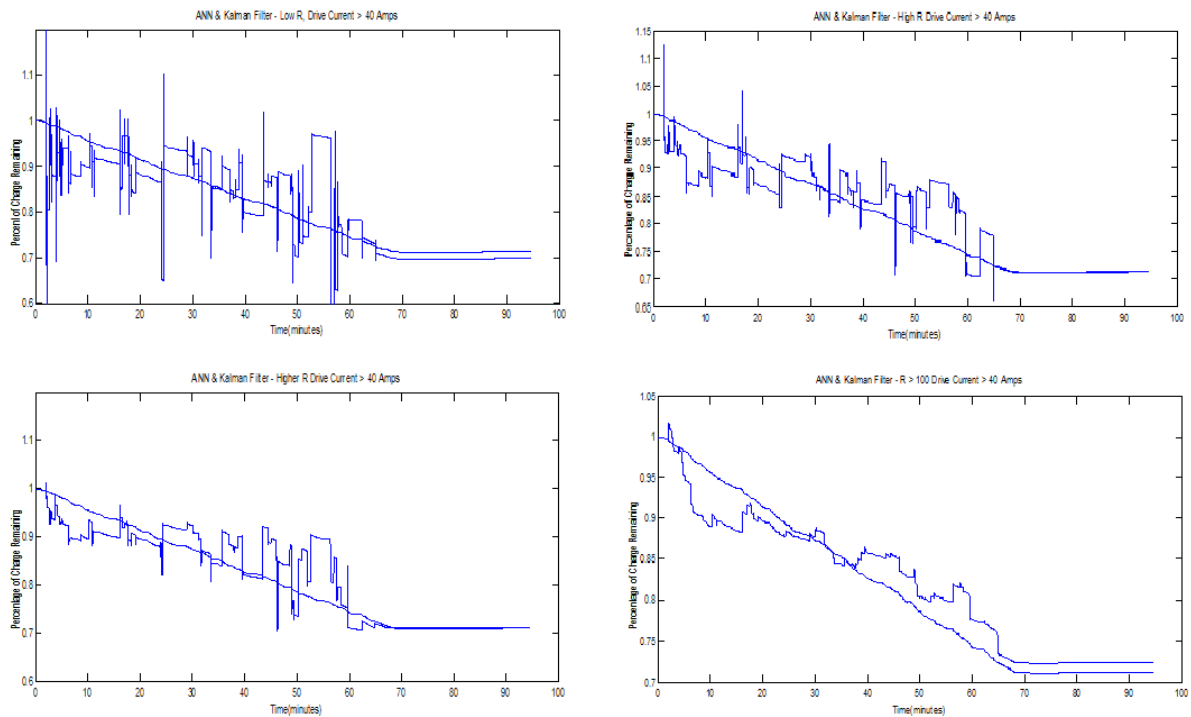 ANN & Kalman Filter - Low R, Drive Current > 40 Amps
Percent of Charge Remaining
1.1
1
0.9
0.8
0.7
0.6
0 10 20 30 40 50 60 70 80 90 100
Time(minutes)
ANN & Kalman Filter - High R Drive Current > 40 Amps
Percentage of Charge Remaining
1.15
1.1
1.05
1
0.95
0.9
0.85
0.8
0.75
0.7
0.65
0 10 20 30 40 50 60 70 80 90 100
Time(minutes)
ANN & Kalman Filter - Higher R Drive Current > 40 Amps
Percentage of Charge Remaining
1.1
1
0.9
0.8
0.7
0.6
0 10 20 30 40 50 60 70 80 90 100
Time(minutes)
ANN & Kalman Filter - R > 100 Drive Current > 40 Amps
Percentage of Charge Remaining
1.05
1
0.95
0.9
0.85
0.8
0.75
0.7
0 10 20 30 40 50 60 70 80 90 100
Time(minutes)